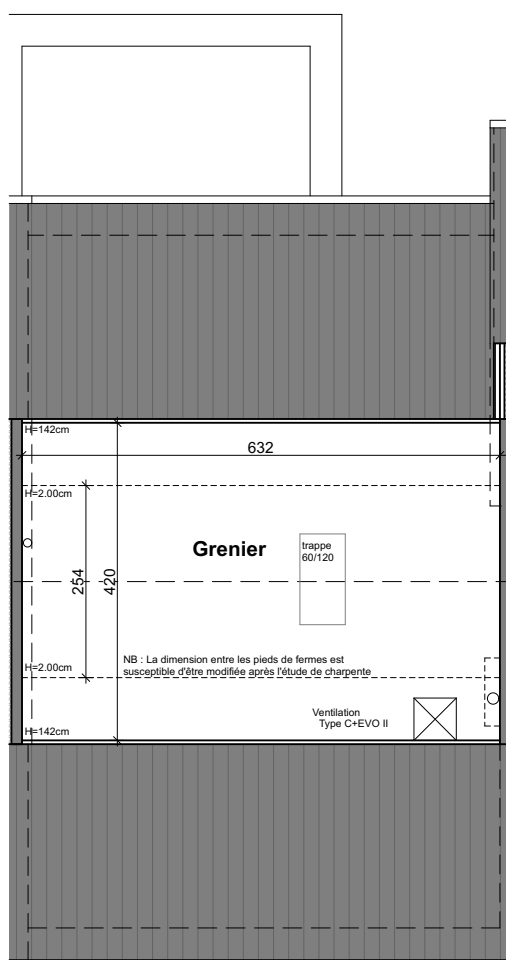 H=142cm
632
H=2.00cm
Grenier
trappe
60/120
254
420
NB : La dimension entre les pieds de fermes est
susceptible d'être modifiée après l'étude de charpente
H=2.00cm
Ventilation
Type C+EVO II
H=142cm